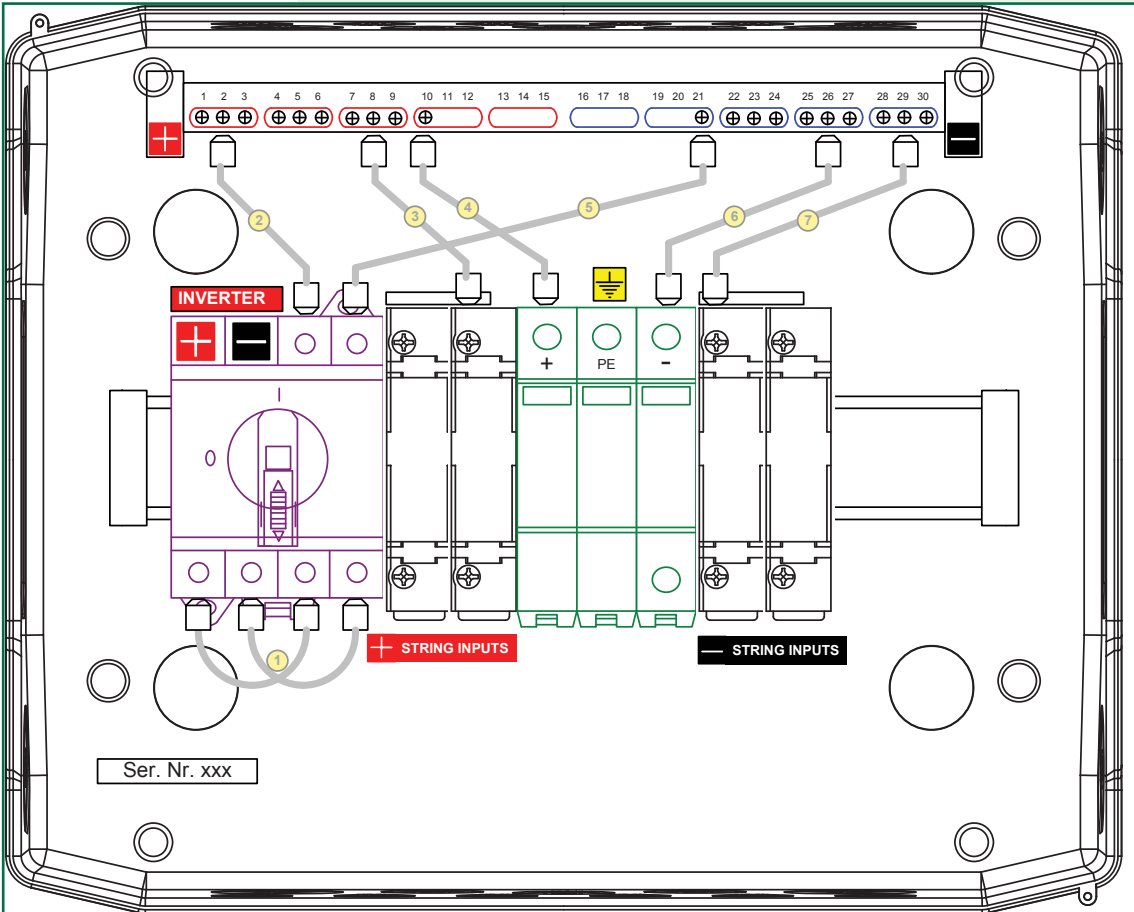 1 2 3 4 5 6 7 8 9 10 11 12 13 14 15 16 17 18 19 20 21 22 23 24 25 26 27 28 29 30
+ −
2 3 4 5 6 7
INVERTER
+ −
+ PE -
I
0
1
+ STRING INPUTS
− STRING INPUTS
Ser. Nr. xxx